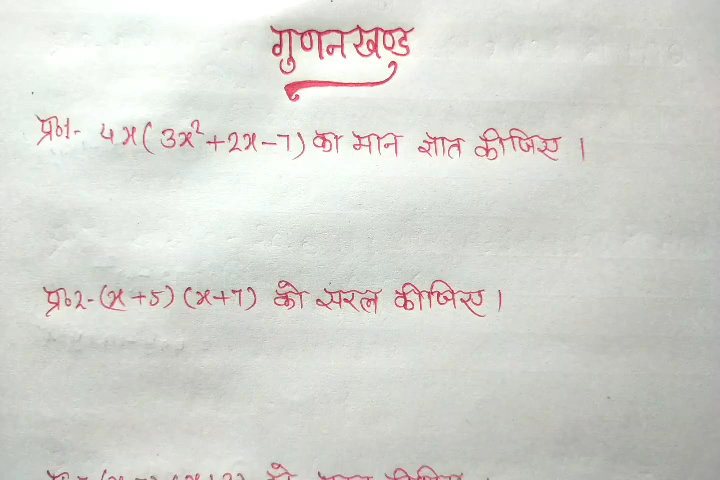 गुणनखण्ड
प्र०1- 4x(3x²+2x-7) का मान ज्ञात कीजिए ।
प्र०2-(x+5) (x+7) को सरल कीजिए ।